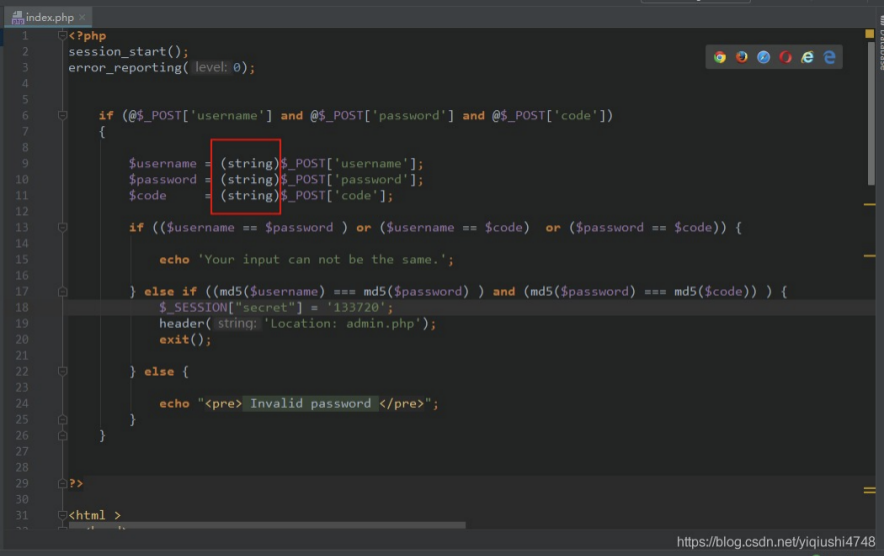 index.php ×
1 <?php
2 session_start();
3 error_reporting( level: 0);
4
5
6 if (@$_POST['username'] and @$_POST['password'] and @$_POST['code'])
7 {
8
9 $username = (string)$_POST['username'];
10 $password = (string)$_POST['password'];
11 $code = (string)$_POST['code'];
12
13 if (($username == $password ) or ($username == $code) or ($password == $code)) {
14
15 echo 'Your input can not be the same.';
16
17 } else if ((md5($username) === md5($password) ) and (md5($password) === md5($code)) ) {
18 $_SESSION["secret"] = '133720';
19 header( string: 'Location: admin.php');
20 exit();
21
22 } else {
23
24 echo "<pre> Invalid password </pre>";
25 }
26 }
27
28
29 ?>
30
31 <html >
Database
https://blog.csdn.net/yiqiushi4748